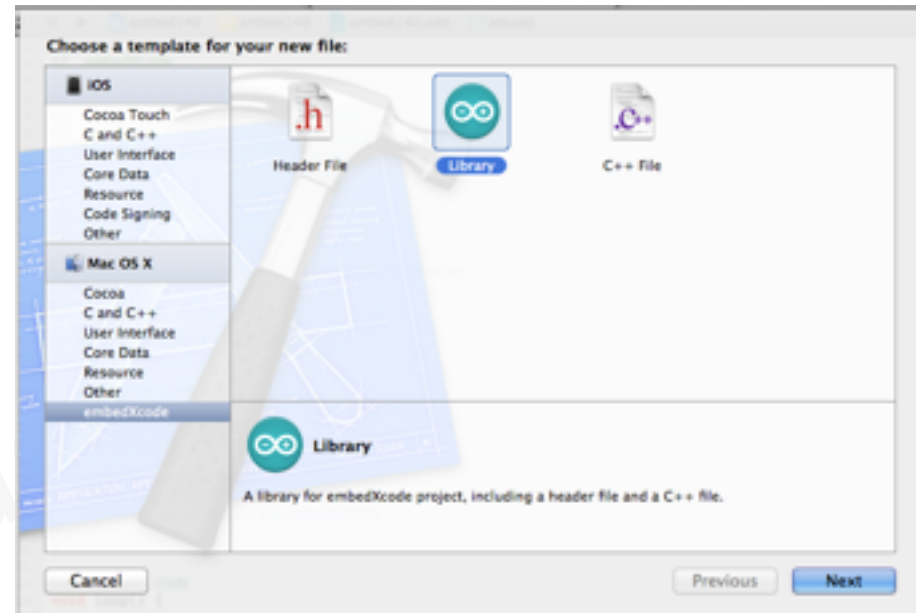 Choose a template for your new file:
iOS
Cocoa Touch
C and C++
User Interface
Core Data
Resource
Code Signing
Other
Mac OS X
Cocoa
C and C++
User Interface
Core Data
Resource
Other
embedXcode
.h
Header File
Library
.C++
C++ File
Library
A library for embedXcode project, including a header file and a C++ file.
Cancel
Previous
Next